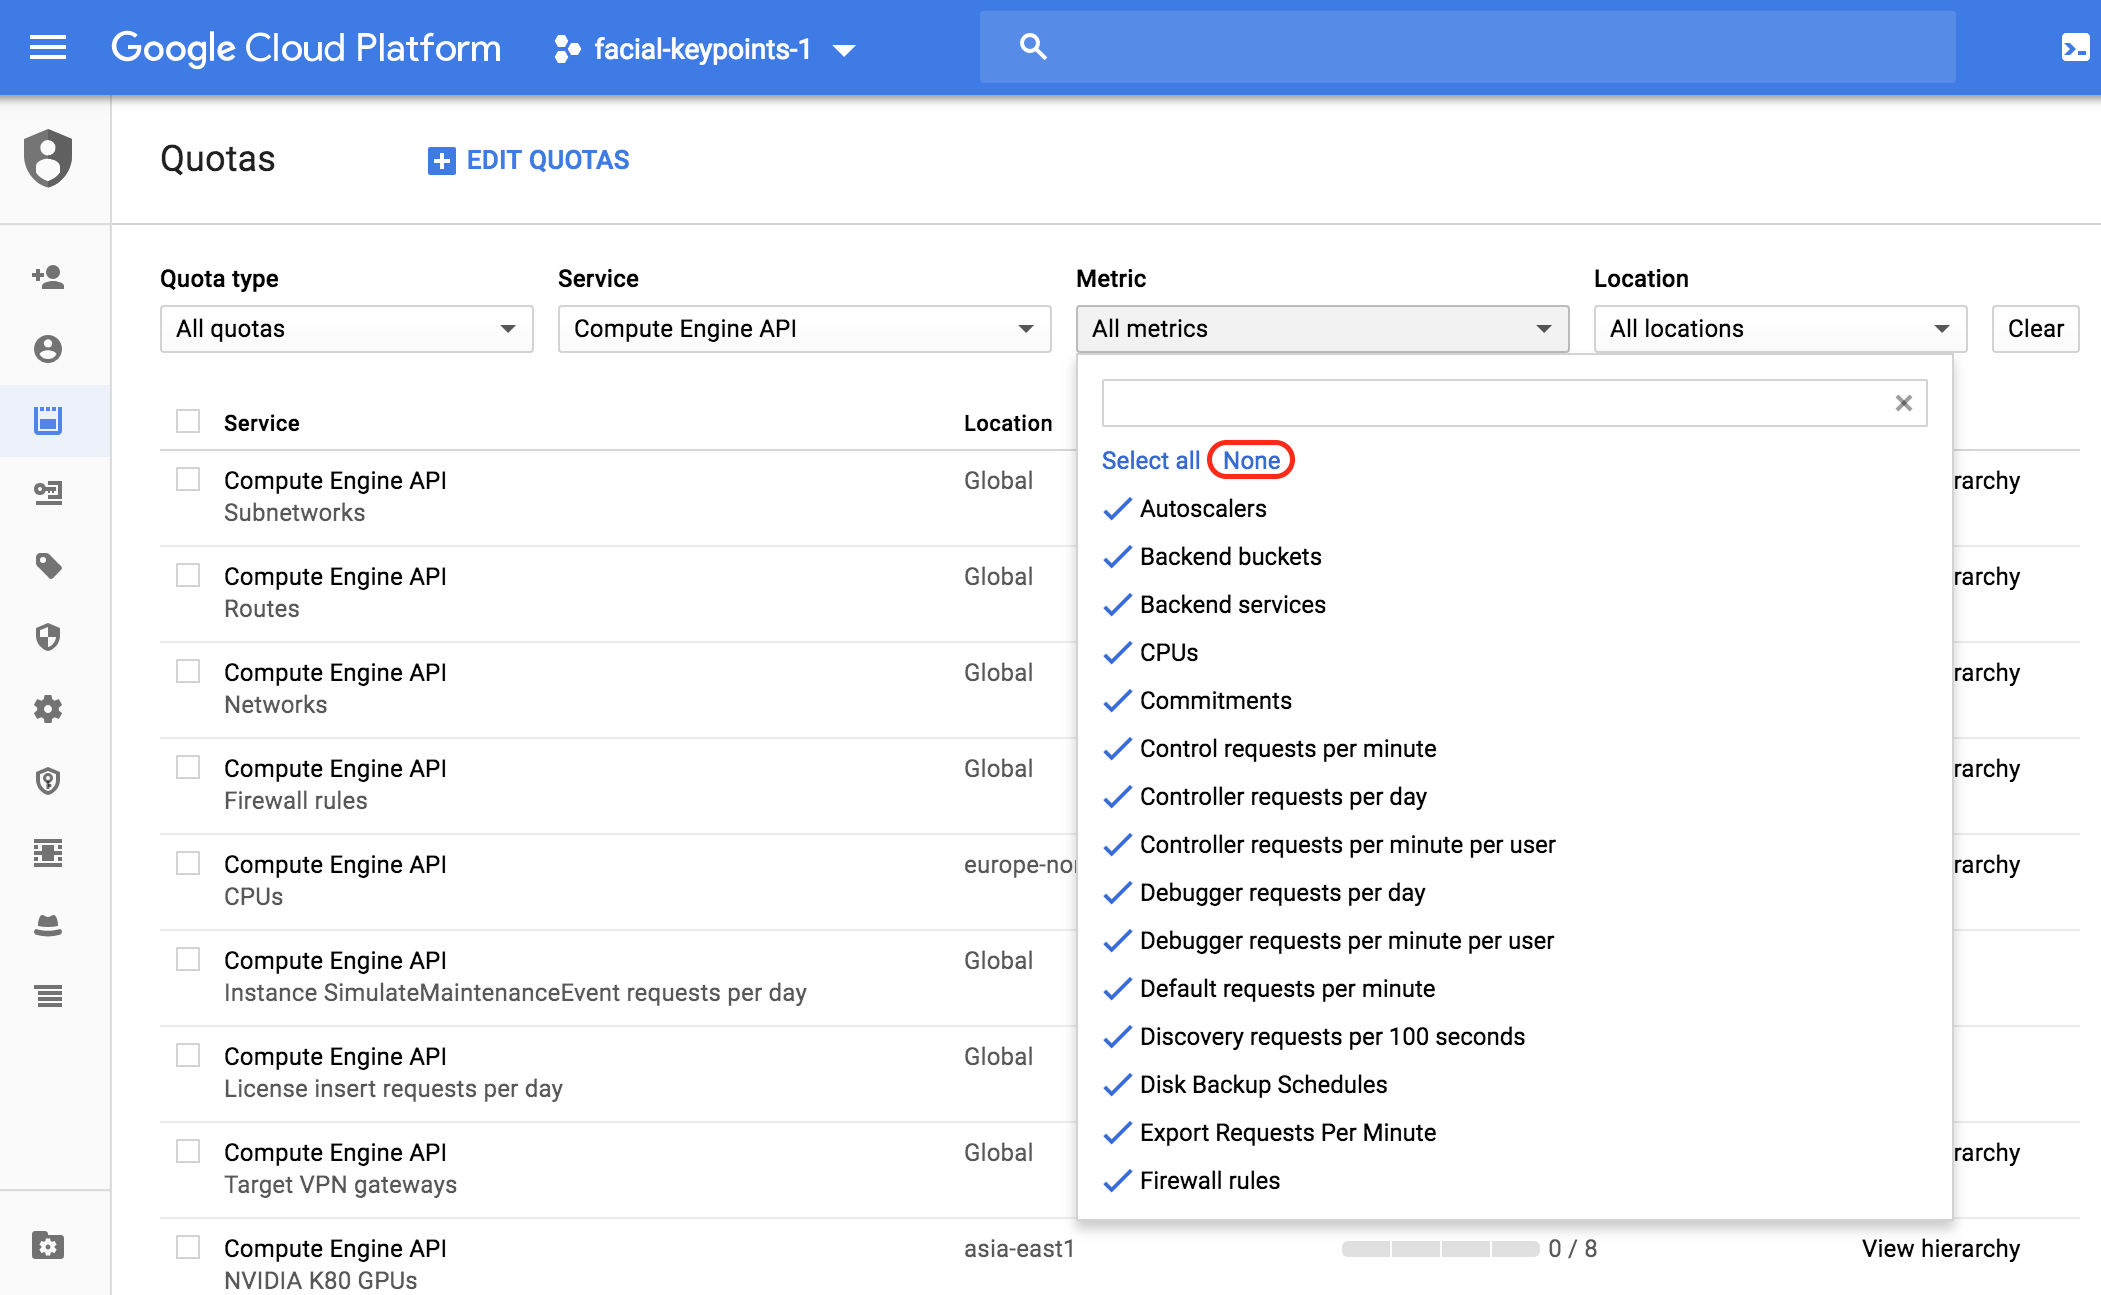 Google Cloud Platform facial-keypoints-1
Quotas EDIT QUOTAS
Quota type Service Metric Location
All quotas Compute Engine API All metrics All locations Clear
Service Location
Select all None
Compute Engine API Global rarchy
Subnetworks
Autoscalers
Backend buckets
Compute Engine API Global rarchy
Routes
Backend services
CPUs
Compute Engine API Global rarchy
Networks
Commitments
Control requests per minute
Compute Engine API Global rarchy
Firewall rules
Controller requests per day
Controller requests per minute per user
Compute Engine API europe-nor rarchy
CPUs
Debugger requests per day
Debugger requests per minute per user
Compute Engine API Global
Instance SimulateMaintenanceEvent requests per day
Default requests per minute
Discovery requests per 100 seconds
Compute Engine API Global
License insert requests per day
Disk Backup Schedules
Export Requests Per Minute
Compute Engine API Global rarchy
Target VPN gateways
Firewall rules
Compute Engine API asia-east1 0 / 8 View hierarchy
NVIDIA K80 GPUs